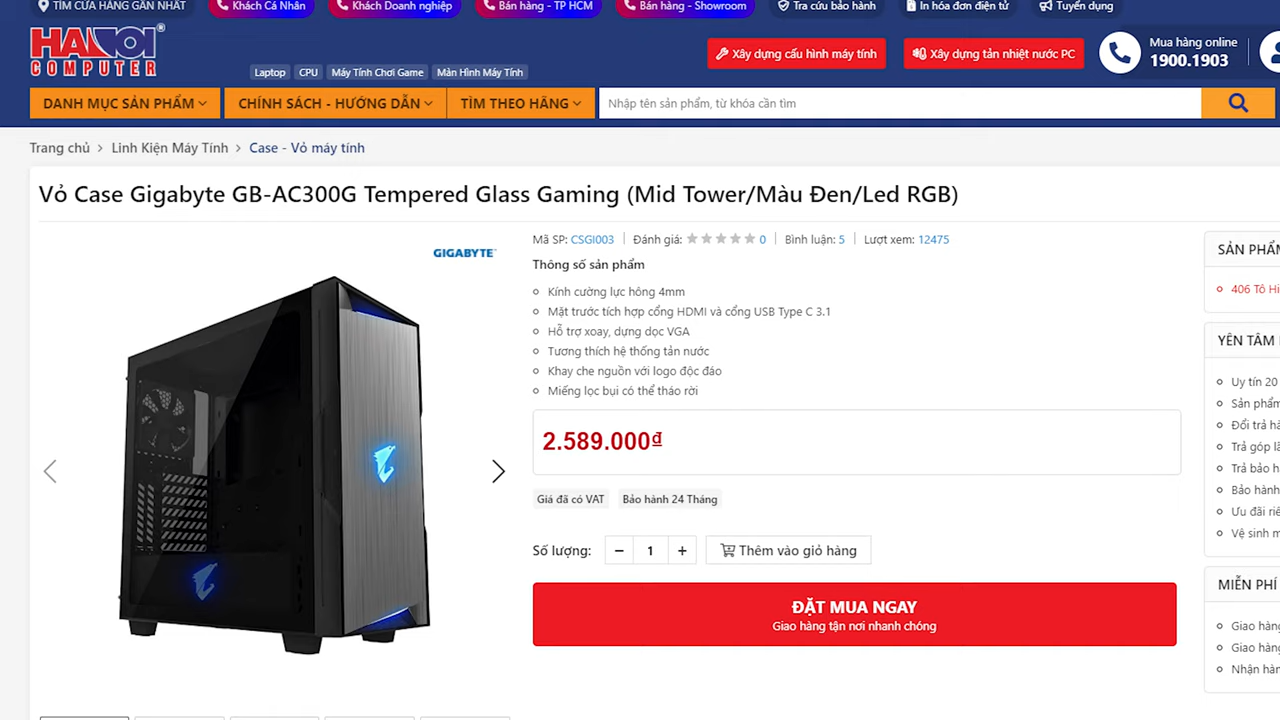 TÌM CỬA HÀNG GẦN NHẤT
Khách Cá Nhân
Khách Doanh nghiệp
Bán hàng - TP HCM
Bán hàng - Showroom
Tra cứu bảo hành
In hóa đơn điện tử
Tuyển dụng
HANOI®
COMPUTER
Laptop
CPU
Máy Tính Chơi Game
Màn Hình Máy Tính
Xây dựng cấu hình máy tính
Xây dựng tản nhiệt nước PC
Mua hàng online
1900.1903
DANH MỤC SẢN PHẨM
CHÍNH SÁCH - HƯỚNG DẪN
TÌM THEO HÃNG
Nhập tên sản phẩm, từ khóa cần tìm
Trang chủ > Linh Kiện Máy Tính > Case - Vỏ máy tính
Vỏ Case Gigabyte GB-AC300G Tempered Glass Gaming (Mid Tower/Màu Đen/Led RGB)
GIGABYTE™
Mã SP: CSGI003 | Đánh giá: 0 | Bình luận: 5 | Lượt xem: 12475
Thông số sản phẩm
Kính cường lực hông 4mm
Mặt trước tích hợp cổng HDMI và cổng USB Type C 3.1
Hỗ trợ xoay, dựng dọc VGA
Tương thích hệ thống tản nước
Khay che nguồn với logo độc đáo
Miếng lọc bụi có thể tháo rời
2.589.000₫
Giá đã có VAT
Bảo hành 24 Tháng
Số lượng: − 1 +
Thêm vào giỏ hàng
ĐẶT MUA NGAY
Giao hàng tận nơi nhanh chóng
SẢN PHẨM
406 Tô Hi
YÊN TÂM
Uy tín 20
Sản phẩm
Đổi trả hà
Trả góp lã
Trả bảo h
Bảo hành
Ưu đãi riê
Vệ sinh m
MIỄN PHÍ
Giao hàng
Giao hàng
Nhận hàn